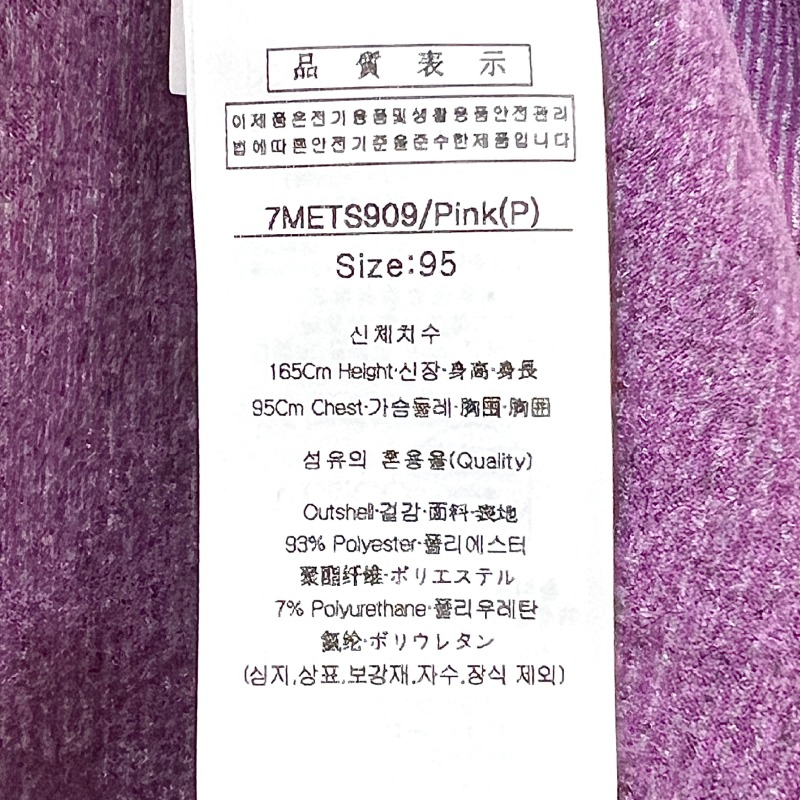 品質表示
이제품은전기용품및생활용품안전관리
법에따른안전기준을준수한제품입니다
7METS909/Pink(P)
Size:95
신체치수
165Cm Height·신장·身高·身長
95Cm Chest·가슴둘레·胸围·胸囲
섬유의 혼용율(Quality)
Outshell·겉감·面料·表地
93% Polyester·폴리에스터
聚酯纤维·ポリエステル
7% Polyurethane·폴리우레탄
氨纶·ポリウレタン
(심지,상표,보강재,자수,장식 제외)